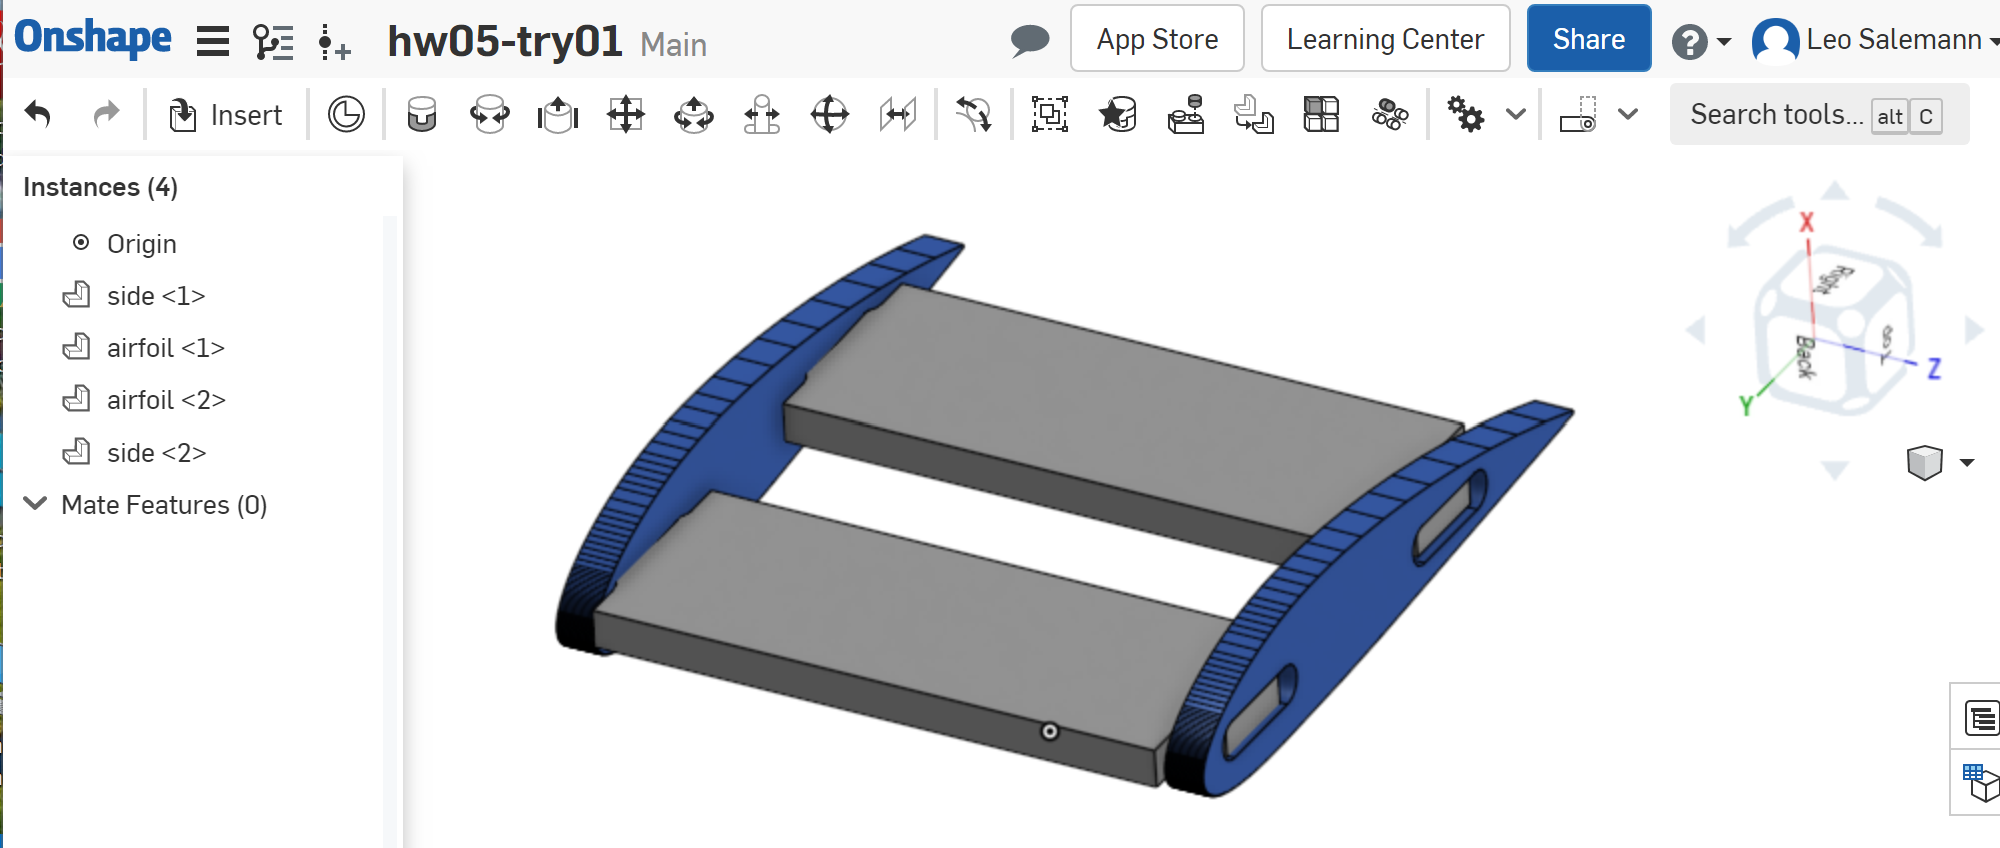 Onshape hw05-try01 Main App Store Learning Center Share ? Leo Salemann
Insert Search tools... alt C
Instances (4)
Origin
side <1>
airfoil <1>
airfoil <2>
side <2>
Mate Features (0)
X
Right
Back
Z
Y